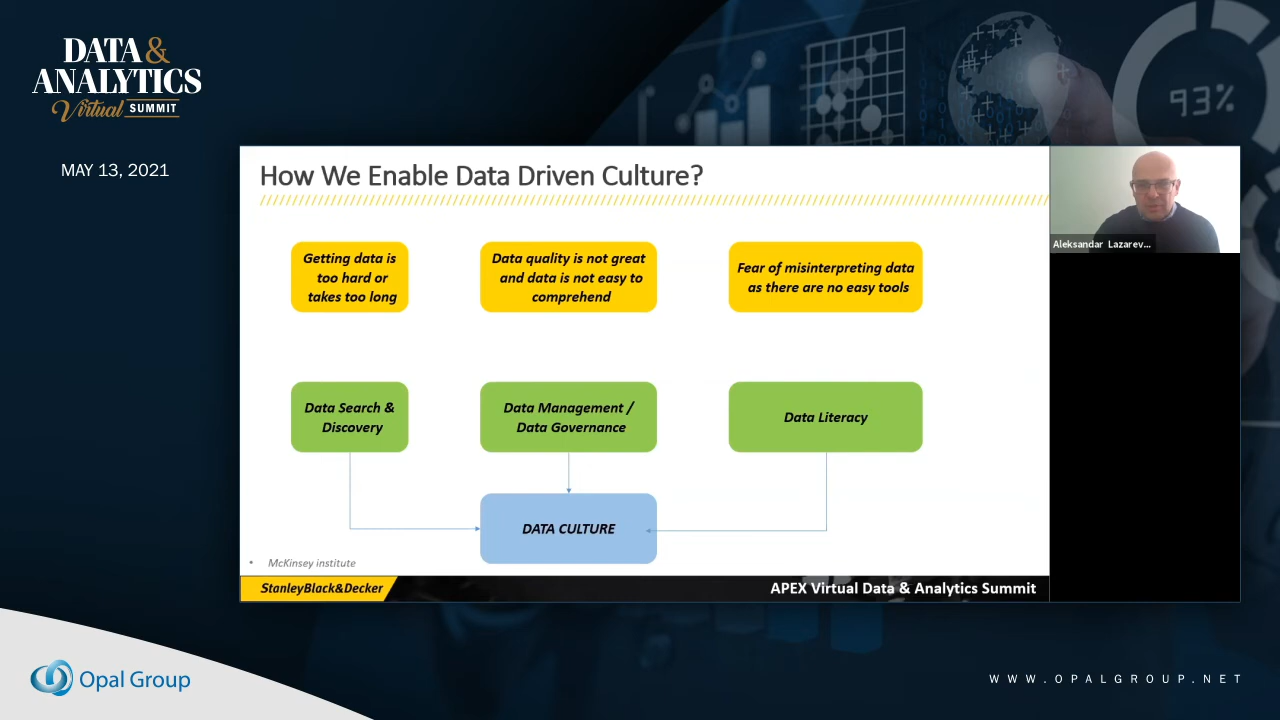 DATA &
ANALYTICS
Virtual SUMMIT
MAY 13, 2021
93%
How We Enable Data Driven Culture?
Getting data is
too hard or
takes too long
Data quality is not great
and data is not easy to
comprehend
Fear of misinterpreting data
as there are no easy tools
Data Search &
Discovery
Data Management /
Data Governance
Data Literacy
DATA CULTURE
• McKinsey institute
StanleyBlack&Decker
APEX Virtual Data & Analytics Summit
Aleksandar Lazarev...
Opal Group
WWW.OPALGROUP.NET